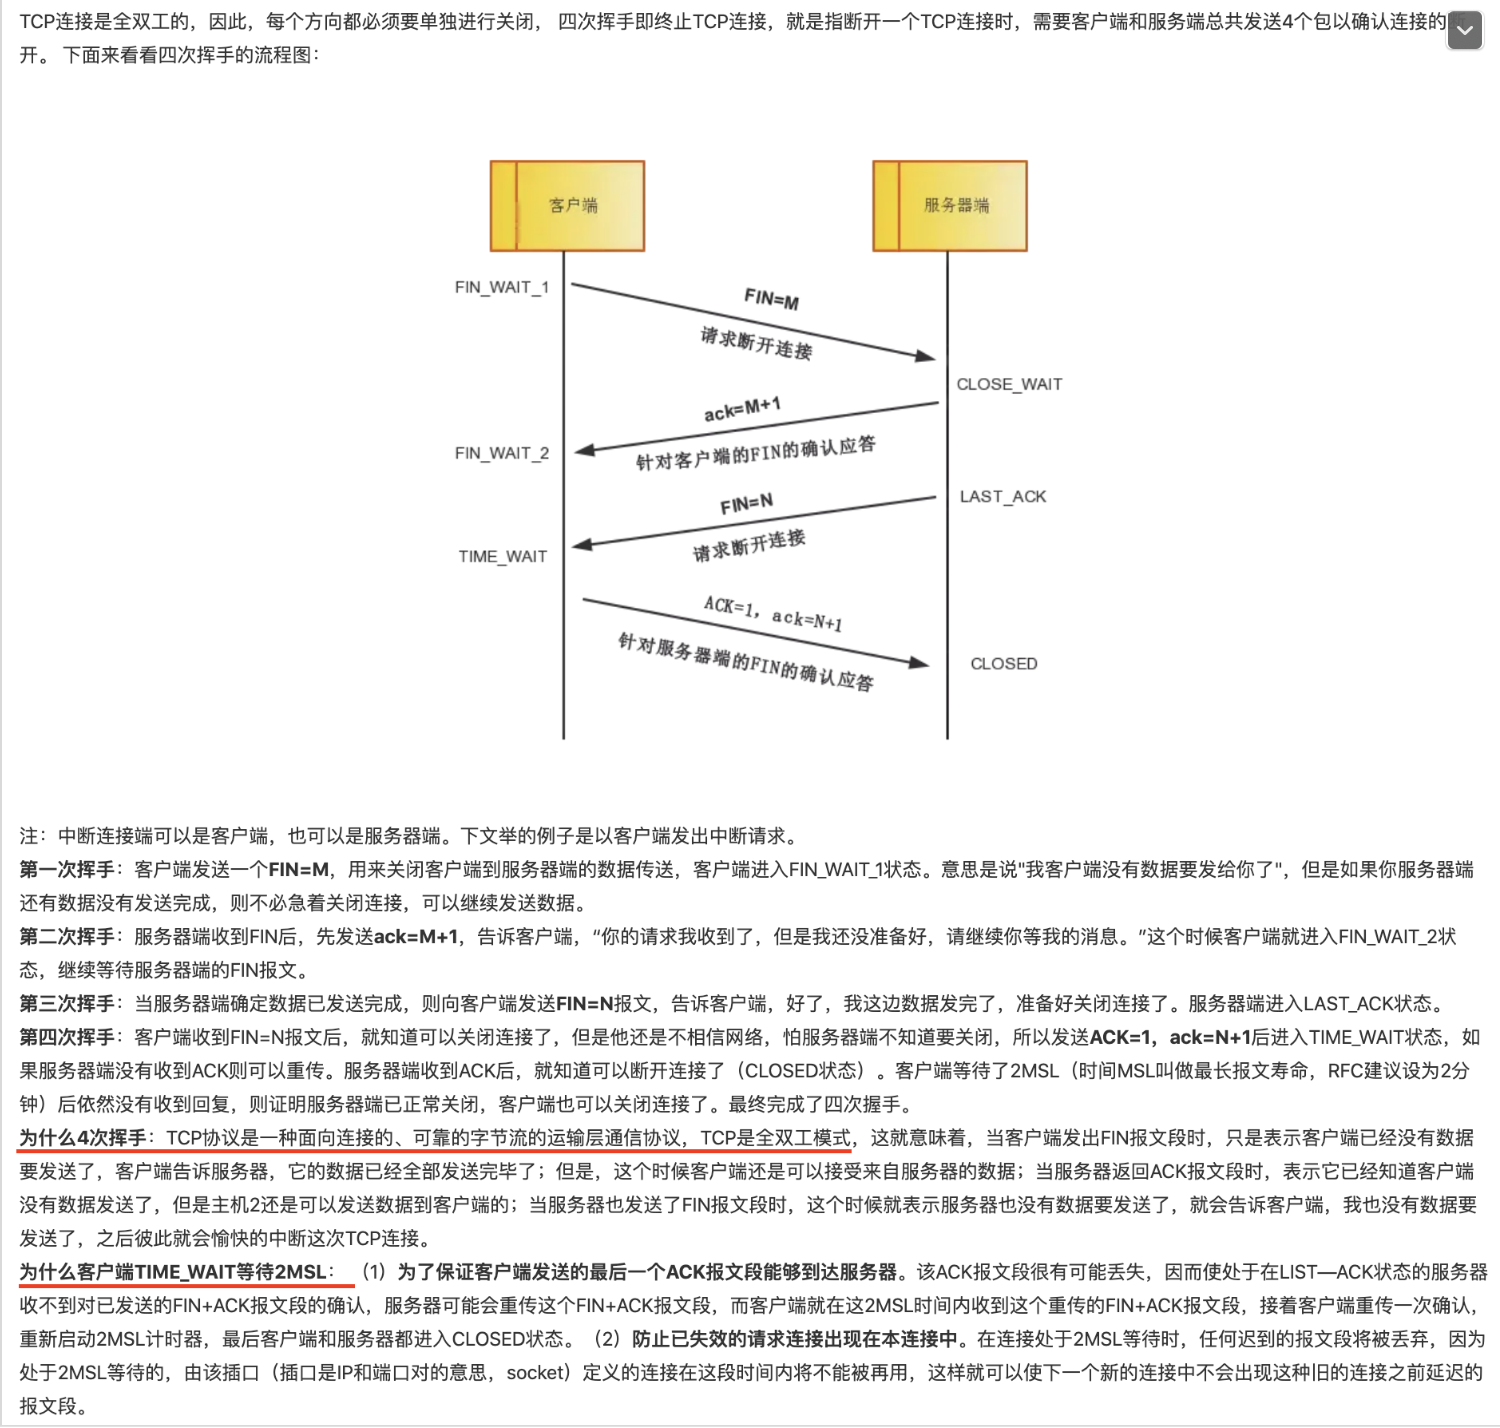 TCP连接是全双工的，因此，每个方向都必须要单独进行关闭， 四次挥手即终止TCP连接，就是指断开一个TCP连接时，需要客户端和服务端总共发送4个包以确认连接的
开。 下面来看看四次挥手的流程图：
客户端
服务器端
FIN_WAIT_1
FIN=M
请求断开连接
CLOSE_WAIT
ack=M+1
FIN_WAIT_2
针对客户端的FIN的确认应答
FIN=N
LAST_ACK
请求断开连接
TIME_WAIT
ACK=1，ack=N+1
针对服务器端的FIN的确认应答
CLOSED
注：中断连接端可以是客户端，也可以是服务器端。下文举的例子是以客户端发出中断请求。
第一次挥手：客户端发送一个FIN=M，用来关闭客户端到服务器端的数据传送，客户端进入FIN_WAIT_1状态。意思是说"我客户端没有数据要发给你了"，但是如果你服务器端
还有数据没有发送完成，则不必急着关闭连接，可以继续发送数据。
第二次挥手：服务器端收到FIN后，先发送ack=M+1，告诉客户端，“你的请求我收到了，但是我还没准备好，请继续你等我的消息。”这个时候客户端就进入FIN_WAIT_2状
态，继续等待服务器端的FIN报文。
第三次挥手：当服务器端确定数据已发送完成，则向客户端发送FIN=N报文，告诉客户端，好了，我这边数据发完了，准备好关闭连接了。服务器端进入LAST_ACK状态。
第四次挥手：客户端收到FIN=N报文后，就知道可以关闭连接了，但是他还是不相信网络，怕服务器端不知道要关闭，所以发送ACK=1，ack=N+1后进入TIME_WAIT状态，如
果服务器端没有收到ACK则可以重传。服务器端收到ACK后，就知道可以断开连接了（CLOSED状态）。客户端等待了2MSL（时间MSL叫做最长报文寿命，RFC建议设为2分
钟）后依然没有收到回复，则证明服务器端已正常关闭，客户端也可以关闭连接了。最终完成了四次握手。
为什么4次挥手：TCP协议是一种面向连接的、可靠的字节流的运输层通信协议，TCP是全双工模式，这就意味着，当客户端发出FIN报文段时，只是表示客户端已经没有数据
要发送了，客户端告诉服务器，它的数据已经全部发送完毕了；但是，这个时候客户端还是可以接受来自服务器的数据；当服务器返回ACK报文段时，表示它已经知道客户端
没有数据发送了，但是主机2还是可以发送数据到客户端的；当服务器也发送了FIN报文段时，这个时候就表示服务器也没有数据要发送了，就会告诉客户端，我也没有数据要
发送了，之后彼此就会愉快的中断这次TCP连接。
为什么客户端TIME_WAIT等待2MSL：（1）为了保证客户端发送的最后一个ACK报文段能够到达服务器。该ACK报文段很有可能丢失，因而使处于在LIST—ACK状态的服务器
收不到对已发送的FIN+ACK报文段的确认，服务器可能会重传这个FIN+ACK报文段，而客户端就在这2MSL时间内收到这个重传的FIN+ACK报文段，接着客户端重传一次确认，
重新启动2MSL计时器，最后客户端和服务器都进入CLOSED状态。（2）防止已失效的请求连接出现在本连接中。在连接处于2MSL等待时，任何迟到的报文段将被丢弃，因为
处于2MSL等待的，由该插口（插口是IP和端口对的意思，socket）定义的连接在这段时间内将不能被再用，这样就可以使下一个新的连接中不会出现这种旧的连接之前延迟的
报文段。